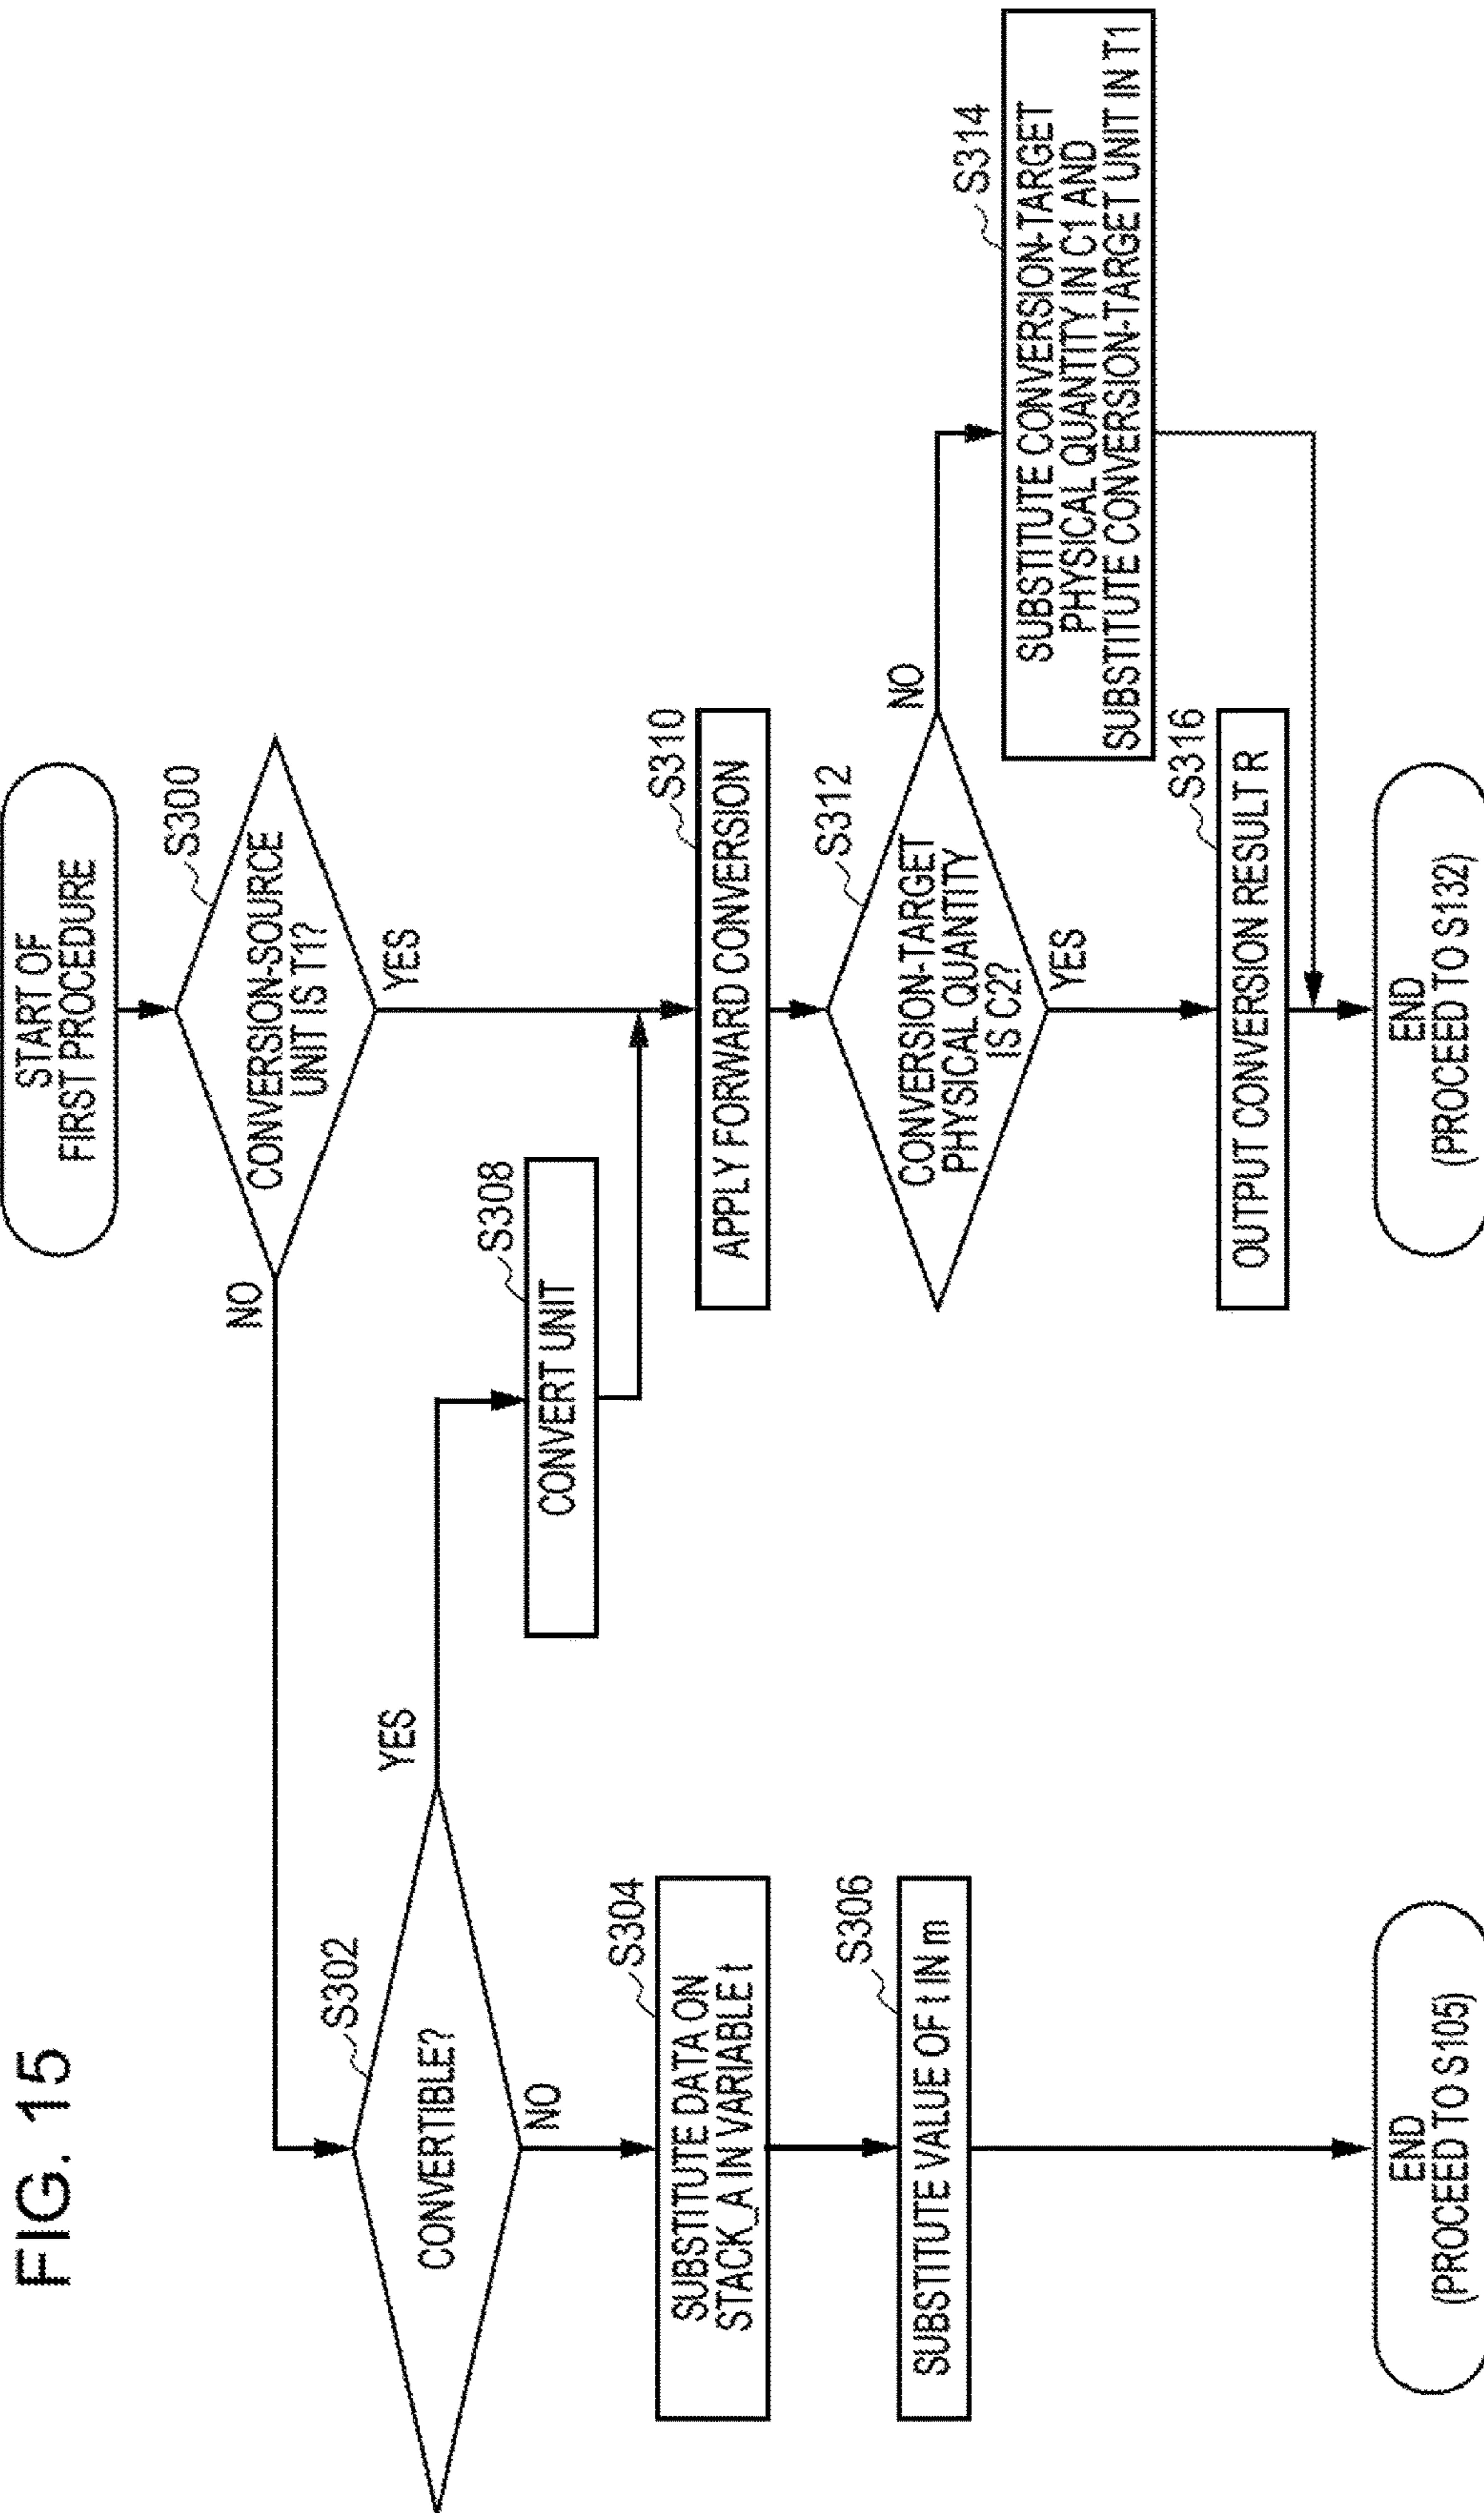 FIG. 15
START OF
FIRST PROCEDURE
S300
CONVERSION-SOURCE
UNIT IS T1?
NO
YES
S302
CONVERTIBLE?
YES
NO
S304
SUBSTITUTE DATA ON
STACK_A IN VARIABLE t
S306
SUBSTITUTE VALUE OF t IN m
END
(PROCEED TO S105)
S308
CONVERT UNIT
S310
APPLY FORWARD CONVERSION
S312
CONVERSION-TARGET
PHYSICAL QUANTITY
IS C2?
NO
YES
S314
SUBSTITUTE CONVERSION-TARGET
PHYSICAL QUANTITY IN C1 AND
SUBSTITUTE CONVERSION-TARGET UNIT IN T1
S316
OUTPUT CONVERSION RESULT R
END
(PROCEED TO S132)